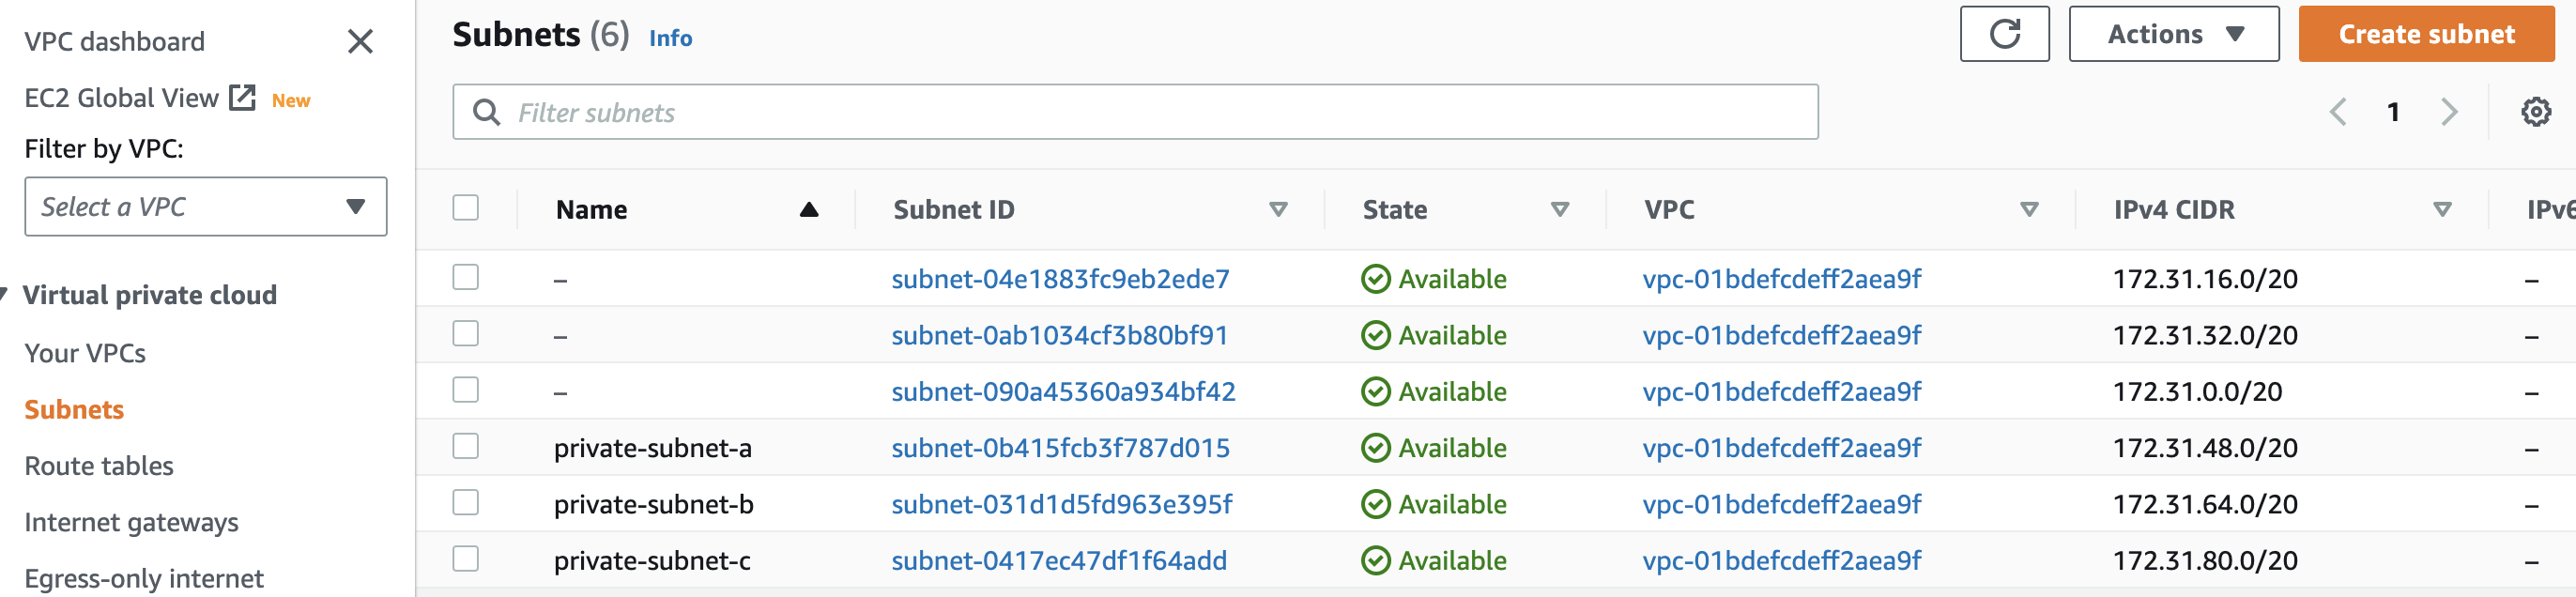 VPC dashboard
EC2 Global View New
Filter by VPC:
Select a VPC
Virtual private cloud
Your VPCs
Subnets
Route tables
Internet gateways
Egress-only internet
Subnets (6) Info
Actions
Create subnet
Filter subnets
1
Name Subnet ID State VPC IPv4 CIDR IPv6
– subnet-04e1883fc9eb2ede7 Available vpc-01bdefcdeff2aea9f 172.31.16.0/20 –
– subnet-0ab1034cf3b80bf91 Available vpc-01bdefcdeff2aea9f 172.31.32.0/20 –
– subnet-090a45360a934bf42 Available vpc-01bdefcdeff2aea9f 172.31.0.0/20 –
private-subnet-a subnet-0b415fcb3f787d015 Available vpc-01bdefcdeff2aea9f 172.31.48.0/20 –
private-subnet-b subnet-031d1d5fd963e395f Available vpc-01bdefcdeff2aea9f 172.31.64.0/20 –
private-subnet-c subnet-0417ec47df1f64add Available vpc-01bdefcdeff2aea9f 172.31.80.0/20 –